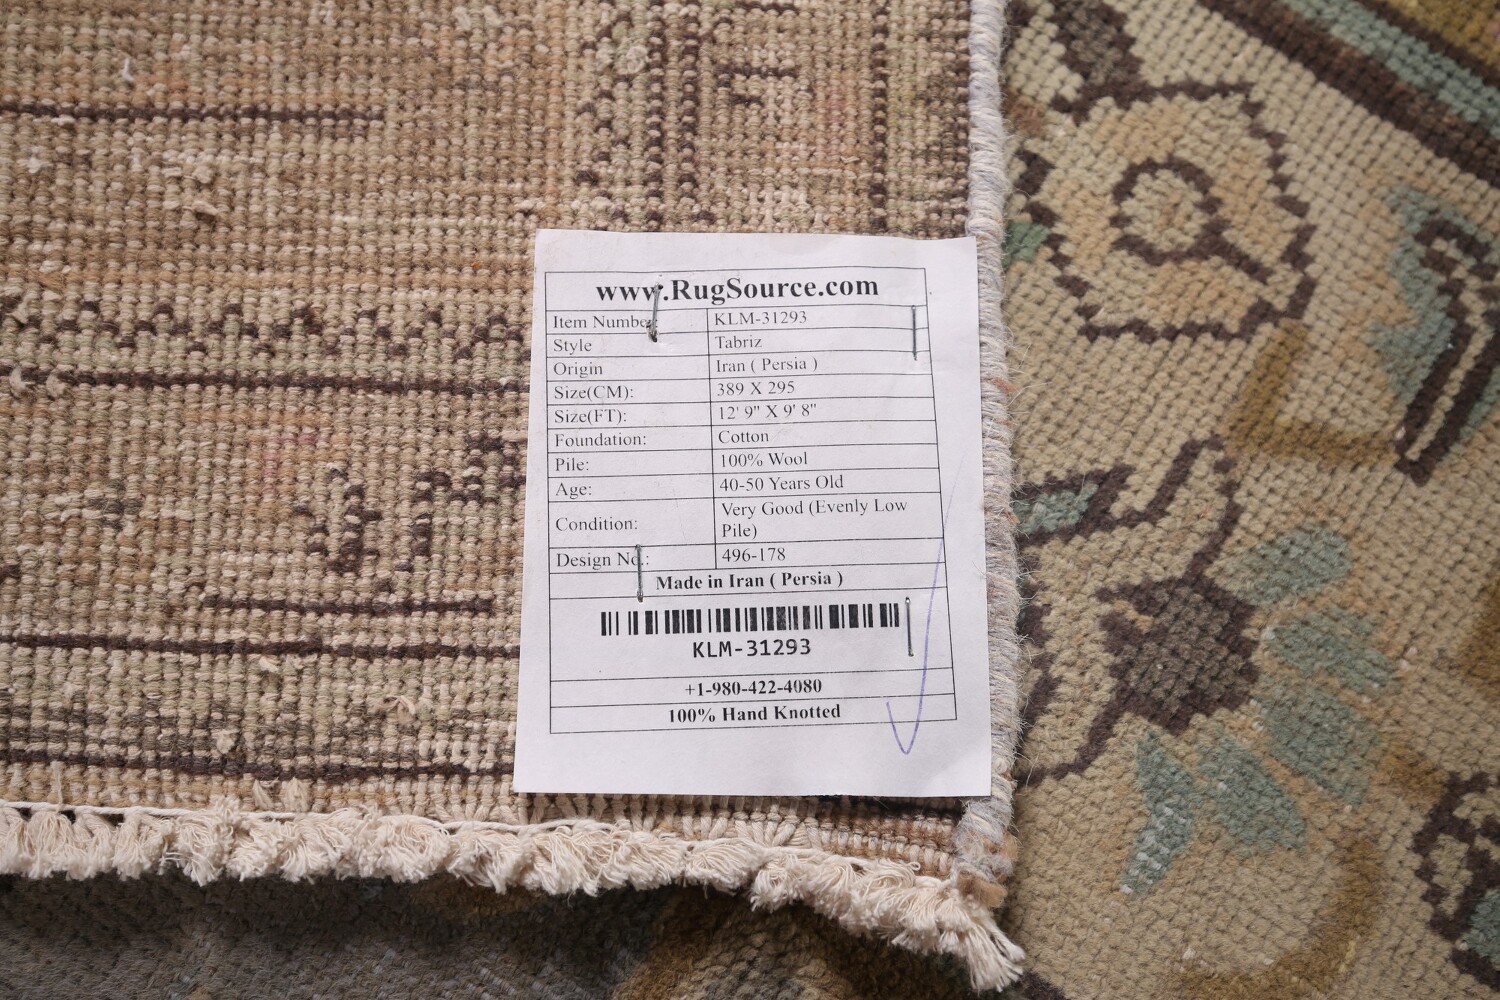 www.RugSource.com
Item Number: KLM-31293
Style Tabriz
Origin Iran ( Persia )
Size(CM): 389 X 295
Size(FT): 12' 9" X 9' 8"
Foundation: Cotton
Pile: 100% Wool
Age: 40-50 Years Old
Condition: Very Good (Evenly Low
Pile)
Design No.: 496-178
Made in Iran ( Persia )
KLM-31293
+1-980-422-4080
100% Hand Knotted